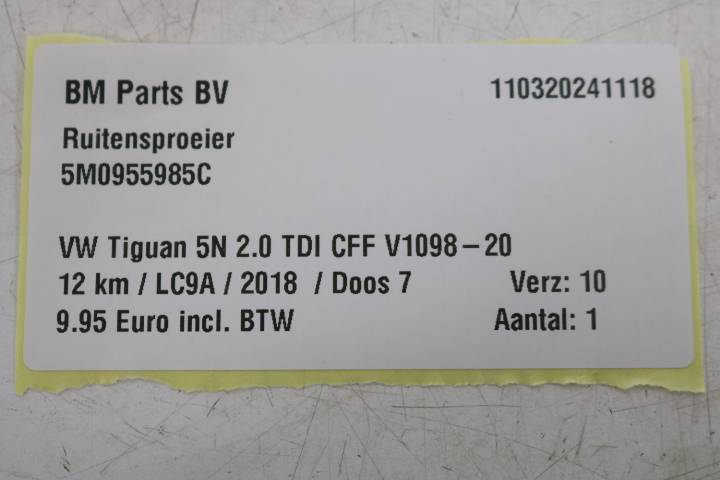 BM Parts BV 110320241118
Ruitensproeier
5M0955985C
VW Tiguan 5N 2.0 TDI CFF V1098-20
12 km / LC9A / 2018 / Doos 7 Verz: 10
9.95 Euro incl. BTW Aantal: 1